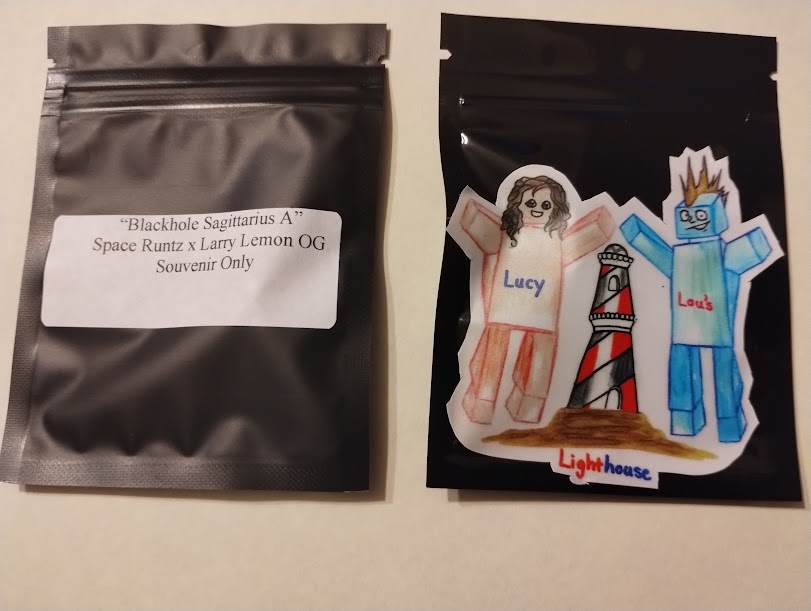 “Blackhole Sagittarius A”
Space Runtz x Larry Lemon OG
Souvenir Only
Lucy
Lou's
Lighthouse